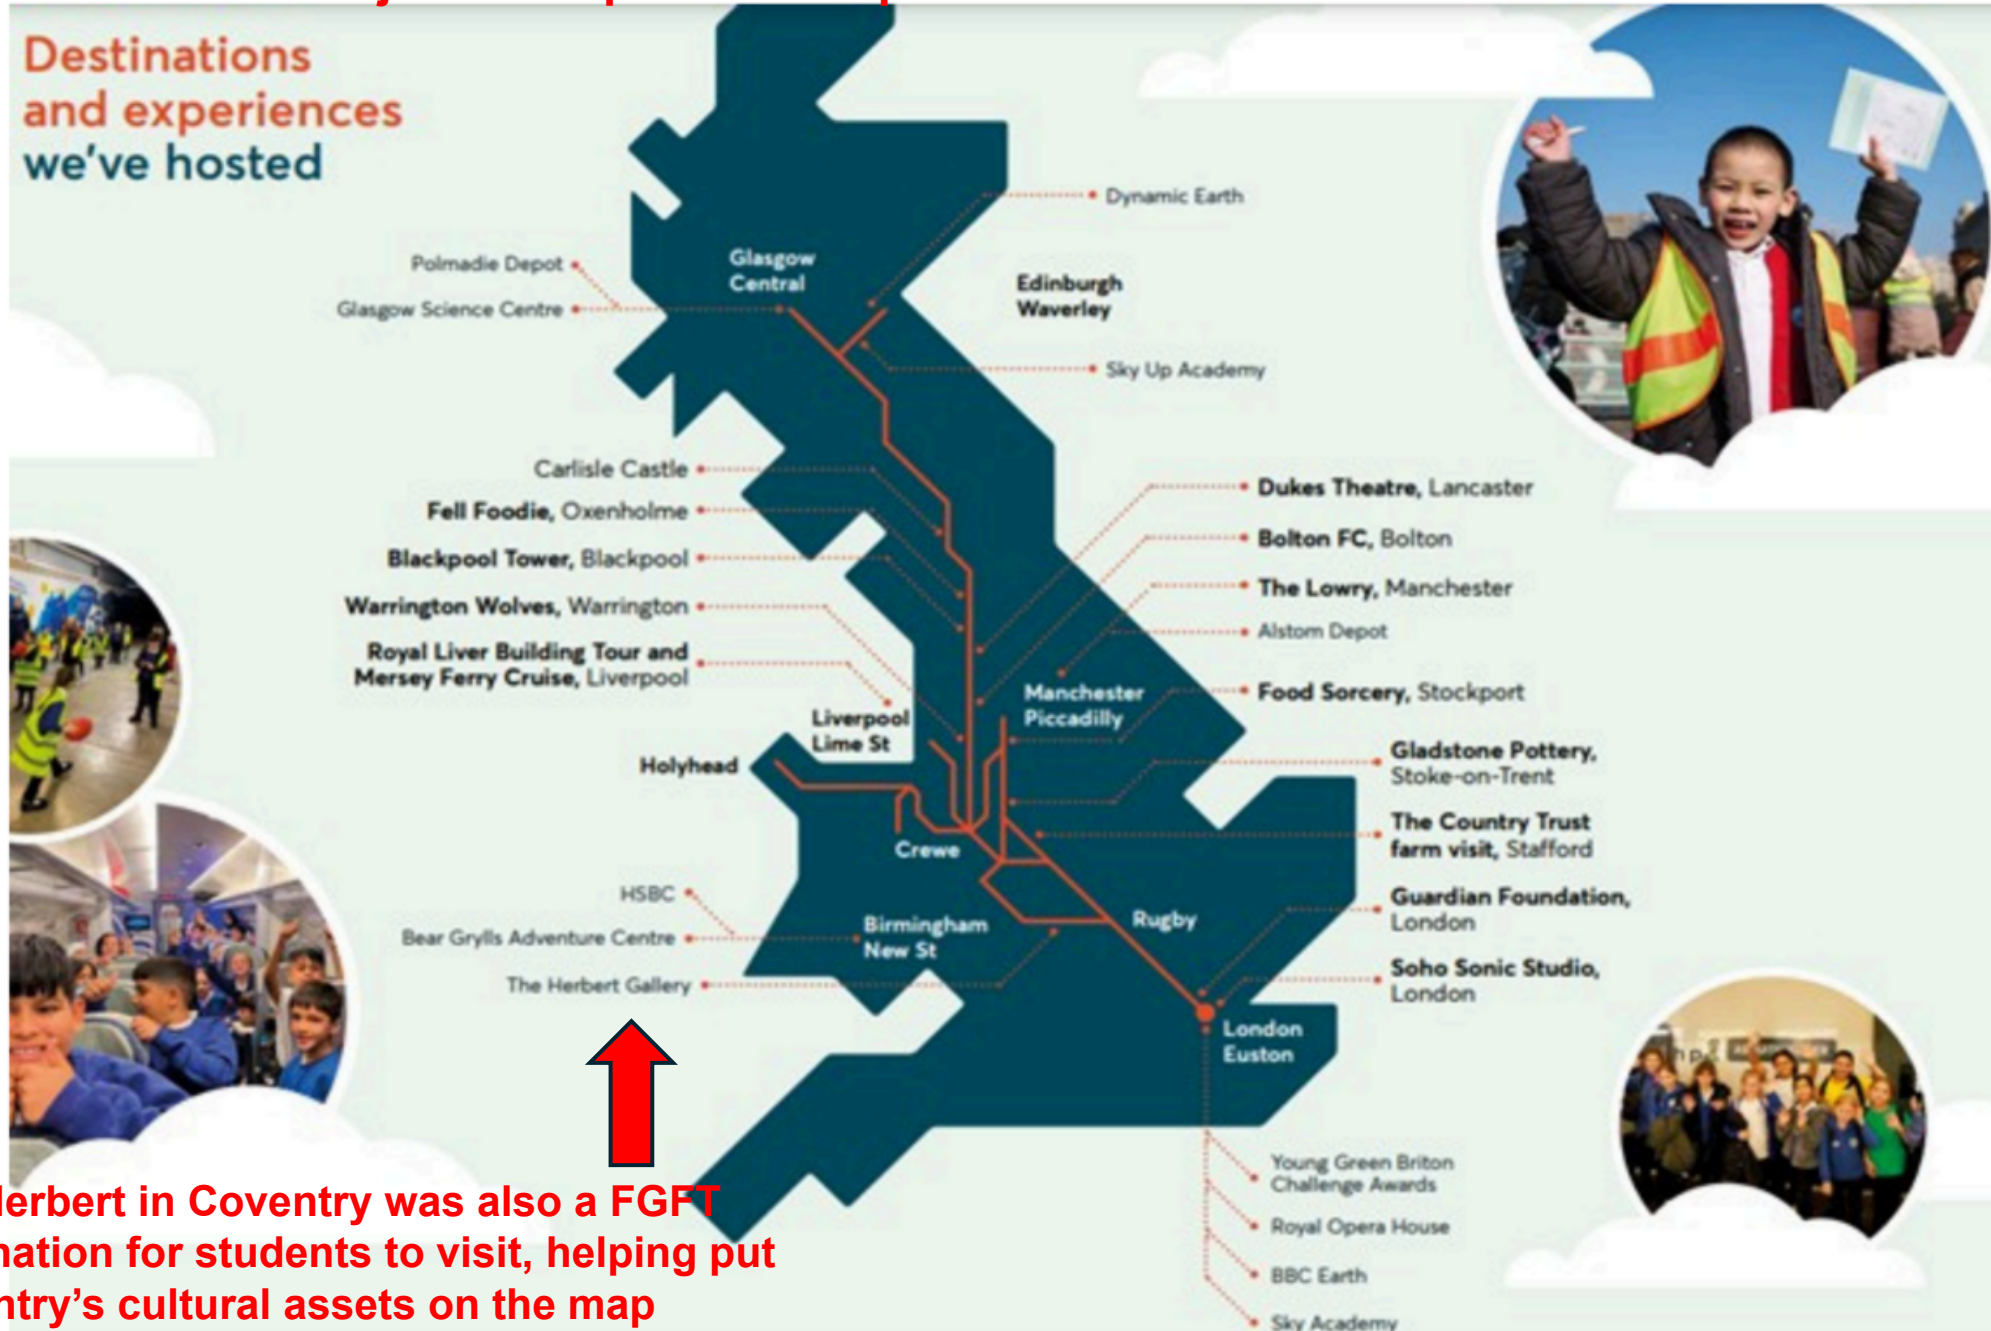 Destinations
and experiences
we've hosted
Dynamic Earth
Polmadie Depot
Glasgow
Central
Edinburgh
Waverley
Glasgow Science Centre
Sky Up Academy
Carlisle Castle
Dukes Theatre, Lancaster
Fell Foodie, Oxenholme
Bolton FC, Bolton
Blackpool Tower, Blackpool
The Lowry, Manchester
Warrington Wolves, Warrington
Alstom Depot
Royal Liver Building Tour and
Mersey Ferry Cruise, Liverpool
Manchester
Piccadilly
Food Sorcery, Stockport
Liverpool
Lime St
Holyhead
Gladstone Pottery,
Stoke-on-Trent
The Country Trust
farm visit, Stafford
Crewe
HSBC
Guardian Foundation,
London
Bear Grylls Adventure Centre
Birmingham
New St
Rugby
The Herbert Gallery
Soho Sonic Studio,
London
London
Euston
Young Green Briton
Challenge Awards
Royal Opera House
BBC Earth
Sky Academy
Herbert in Coventry was also a FGFT
nation for students to visit, helping put
ntry's cultural assets on the map